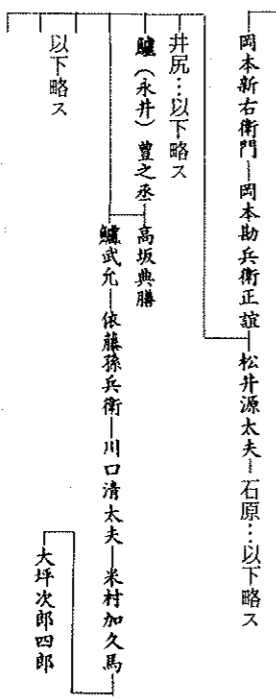 岡本新右衛門―岡本勘兵衛正誼―松井源太夫―石原…以下略ス
井尻…以下略ス
鱸（永井）豊之丞―高坂典膳
鱸武允―依藤孫兵衛―川口清太夫―米村加久馬
大坪次郎四郎
以下略ス